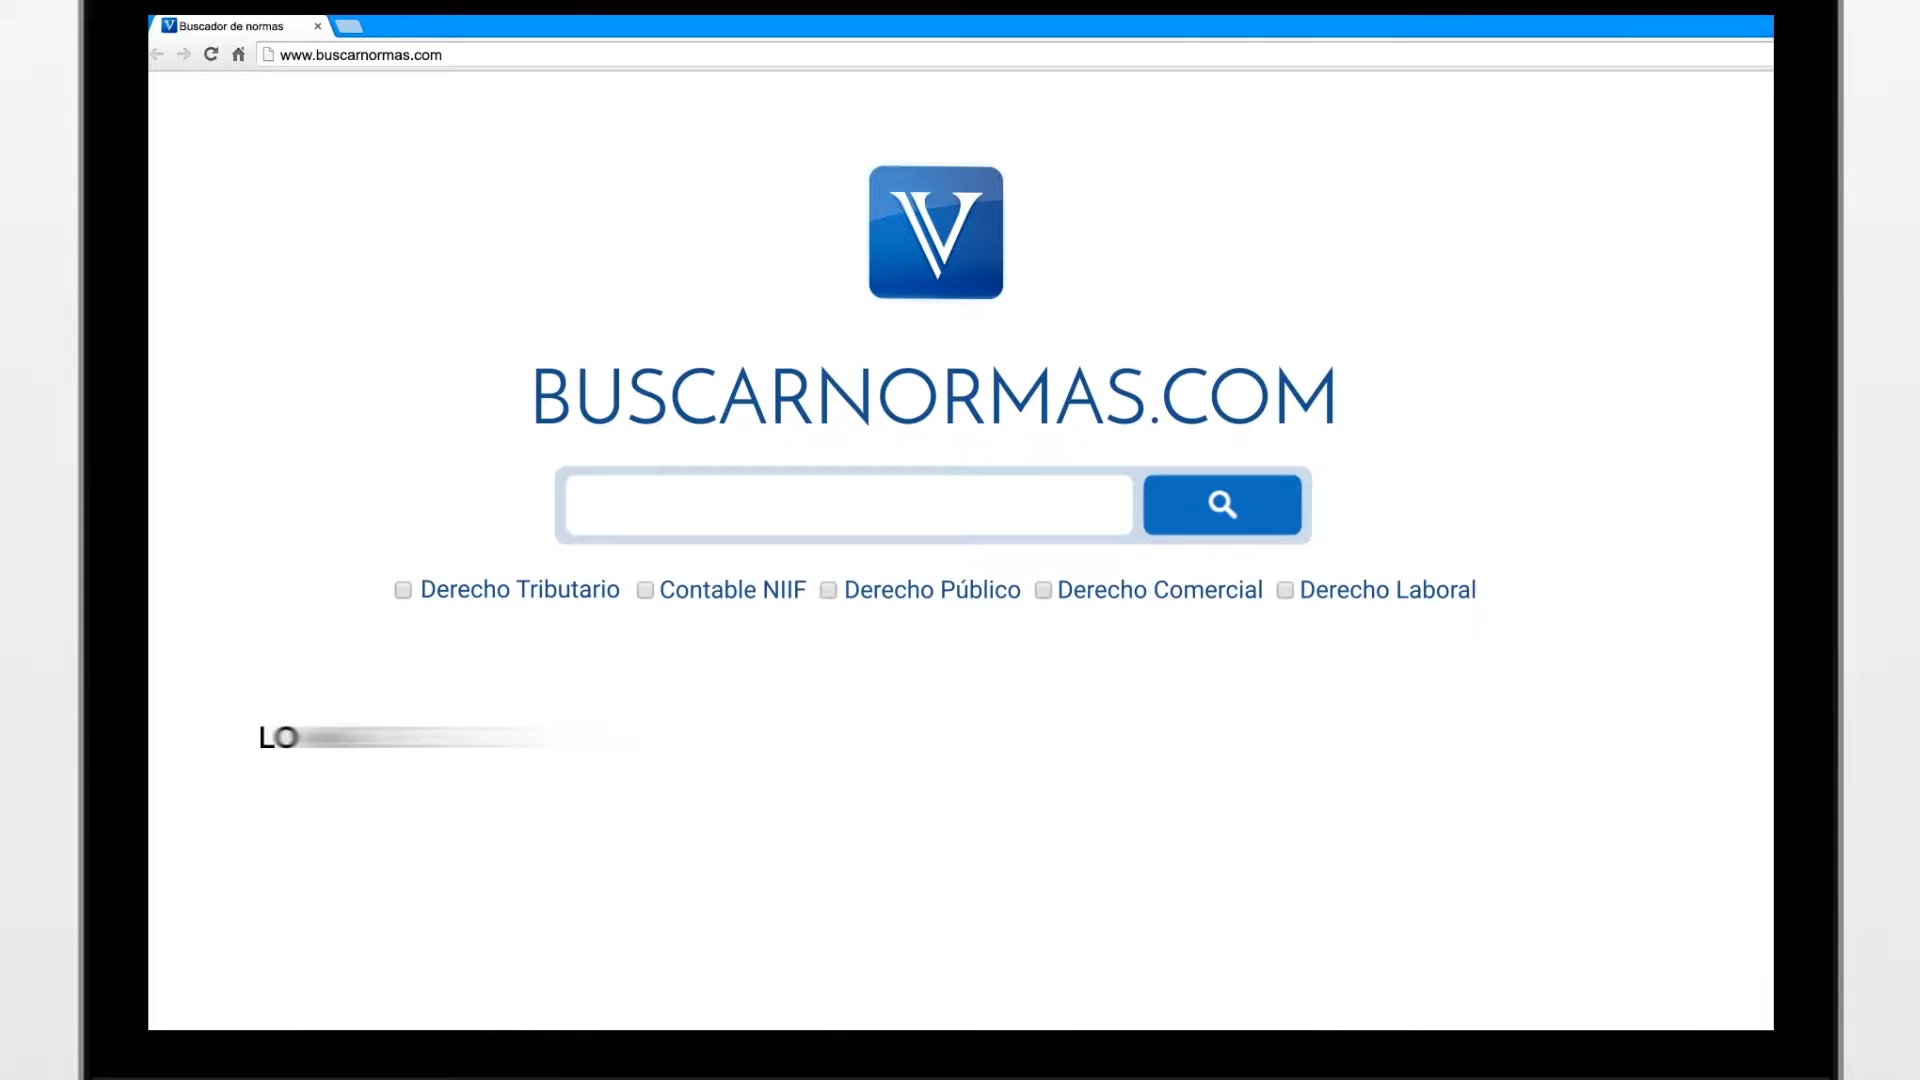 V Buscador de normas ×
www.buscarnormas.com
V
BUSCARNORMAS.COM
Derecho Tributario Contable NIIF Derecho Público Derecho Comercial Derecho Laboral
LO